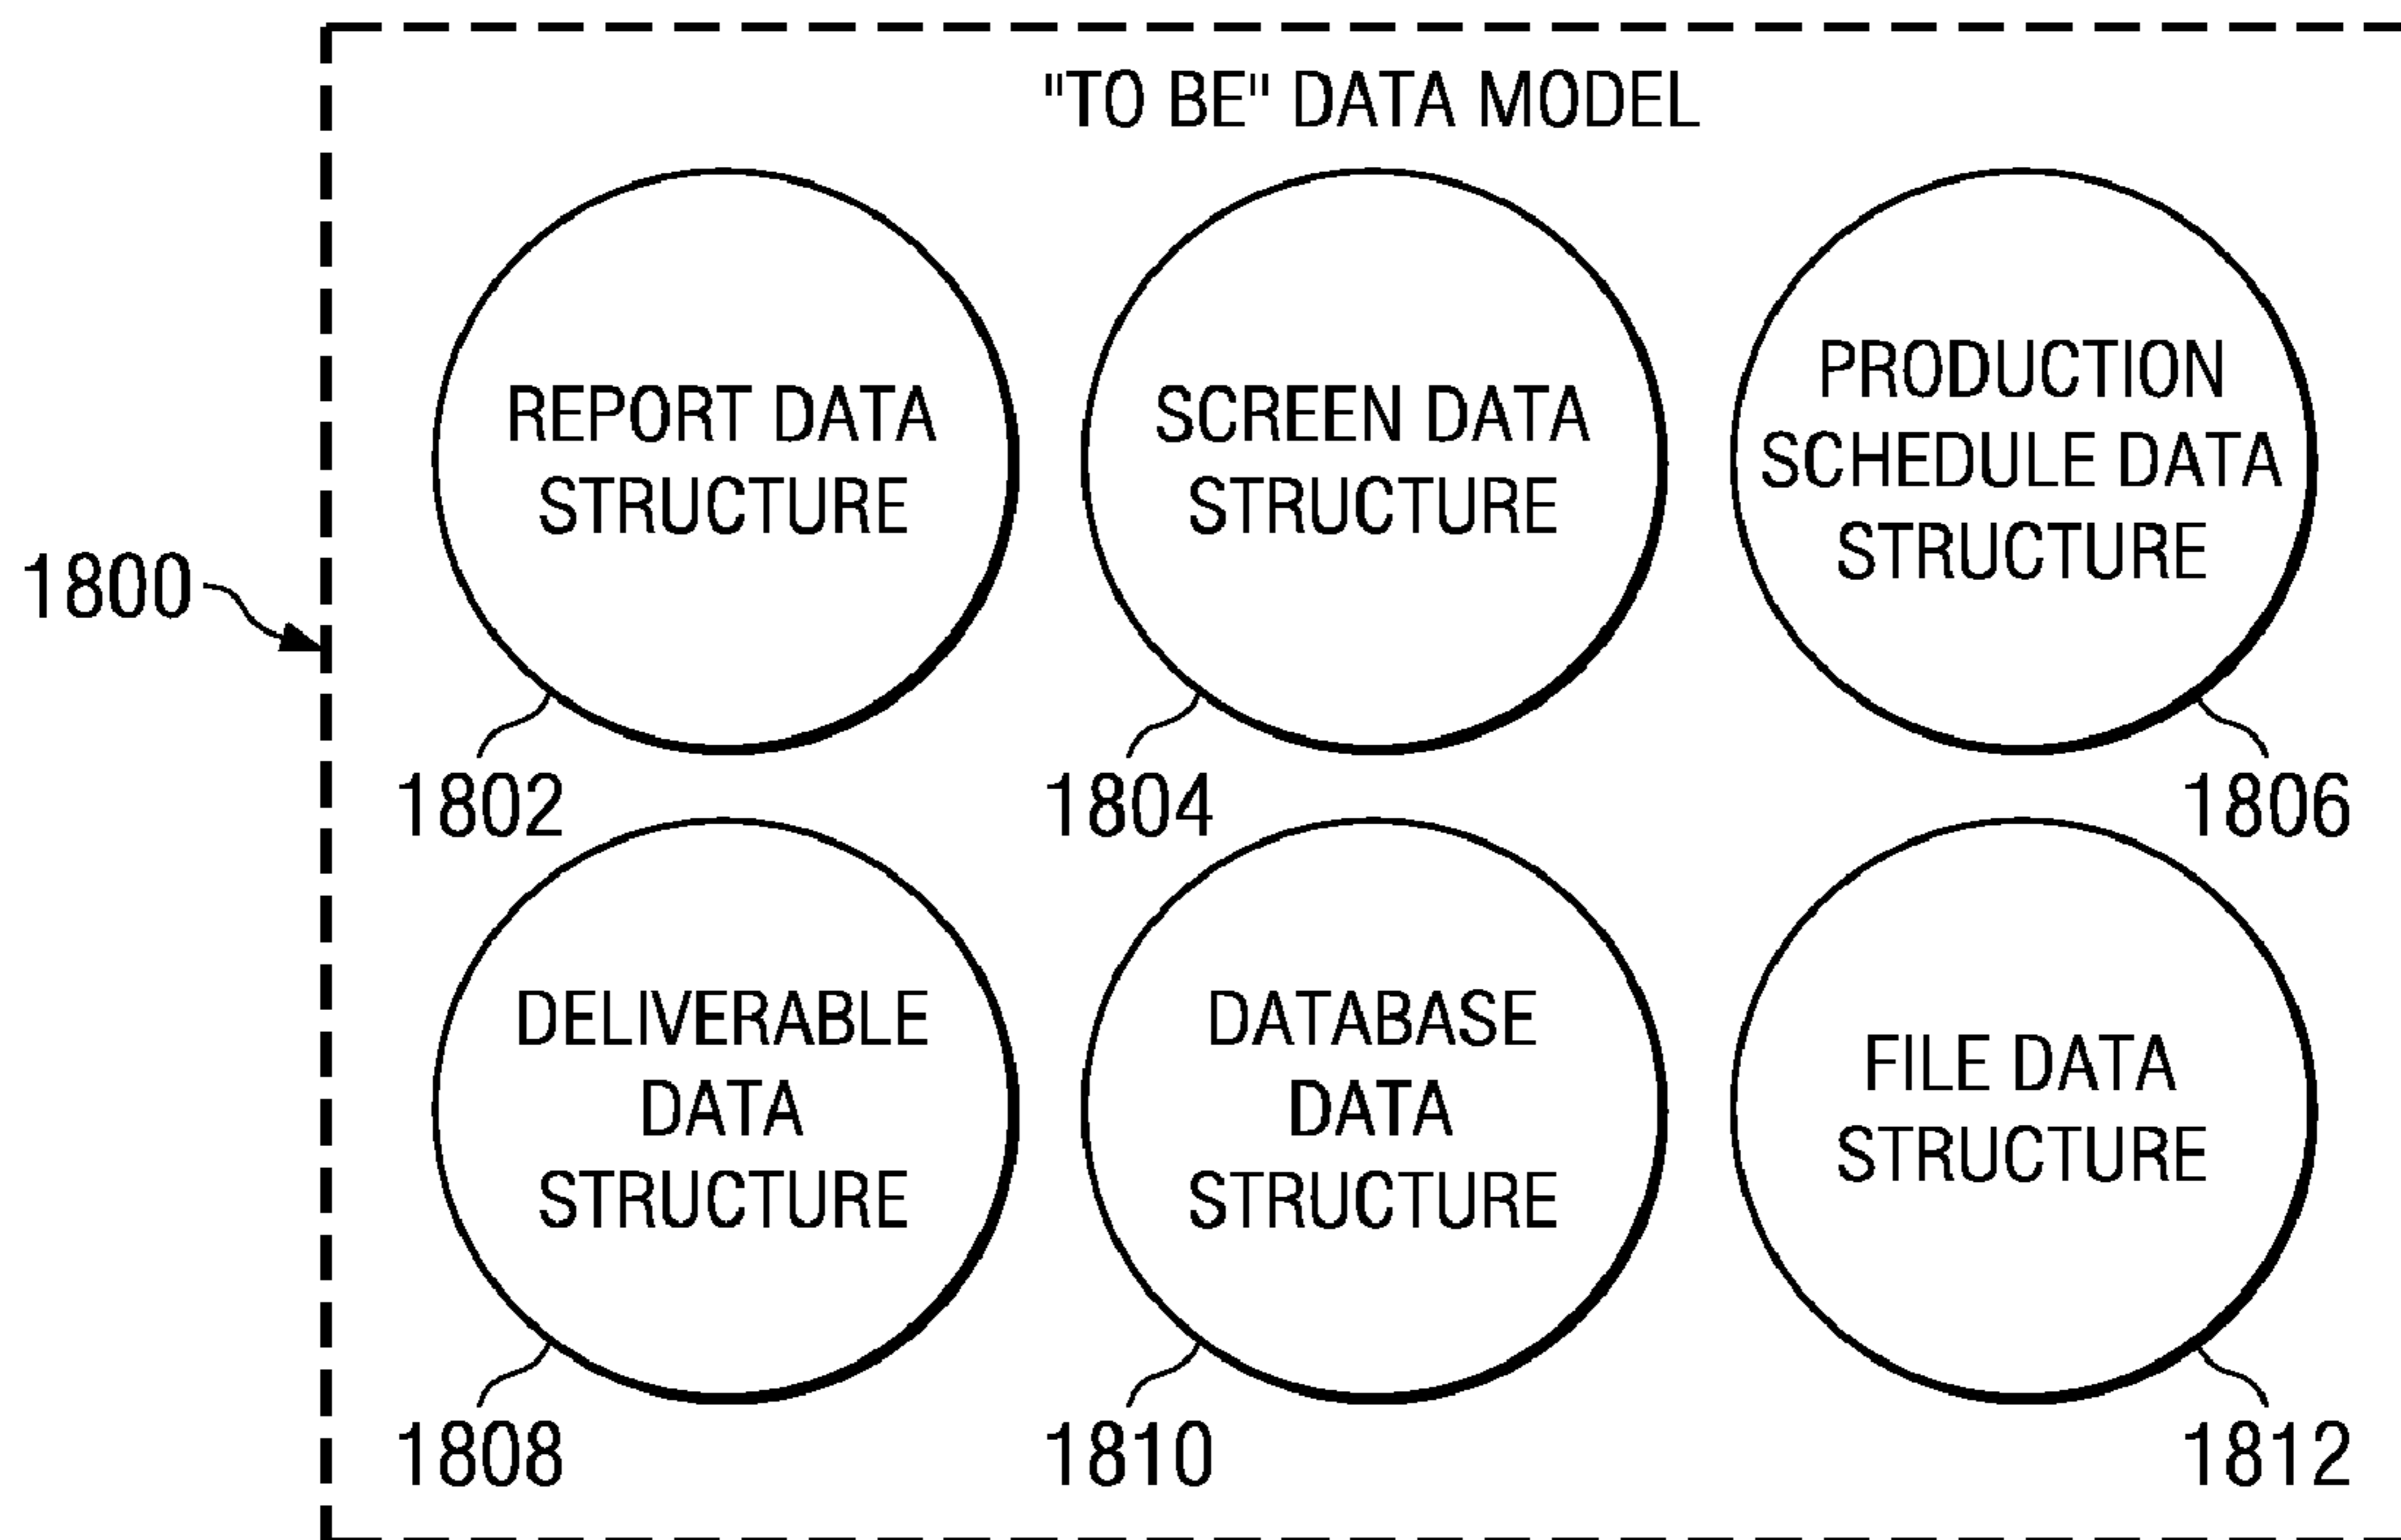 "TO BE" DATA MODEL
REPORT DATA
STRUCTURE
1802
SCREEN DATA
STRUCTURE
1804
PRODUCTION
SCHEDULE DATA
STRUCTURE
1806
1800
DELIVERABLE
DATA
STRUCTURE
1808
DATABASE
DATA
STRUCTURE
1810
FILE DATA
STRUCTURE
1812